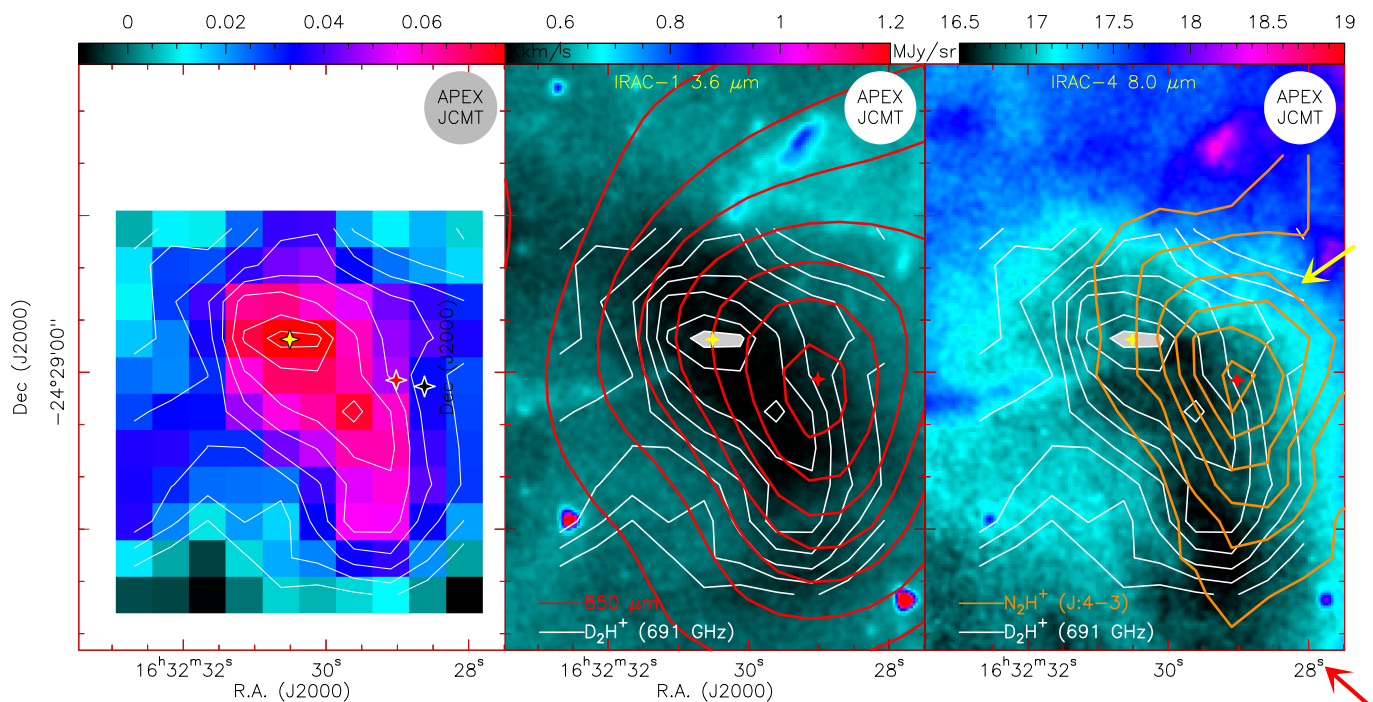 0 0.02 0.04 0.06 0.6 0.8 1 1.2 16.5 17 17.5 18 18.5 19
Kkm/s MJy/sr
APEX
JCMT
IRAC-1 3.6 μm
APEX
JCMT
IRAC-4 8.0 μm
APEX
JCMT
Dec (J2000)
-24°29'00"
Dec (J2000)
850 μm
D₂H⁺ (691 GHz)
N₂H⁺ (J:4-3)
D₂H⁺ (691 GHz)
16ʰ32ᵐ32ˢ 30ˢ 28ˢ
R.A. (J2000)
16ʰ32ᵐ32ˢ 30ˢ
R.A. (J2000)
16ʰ32ᵐ32ˢ 30ˢ 28ˢ